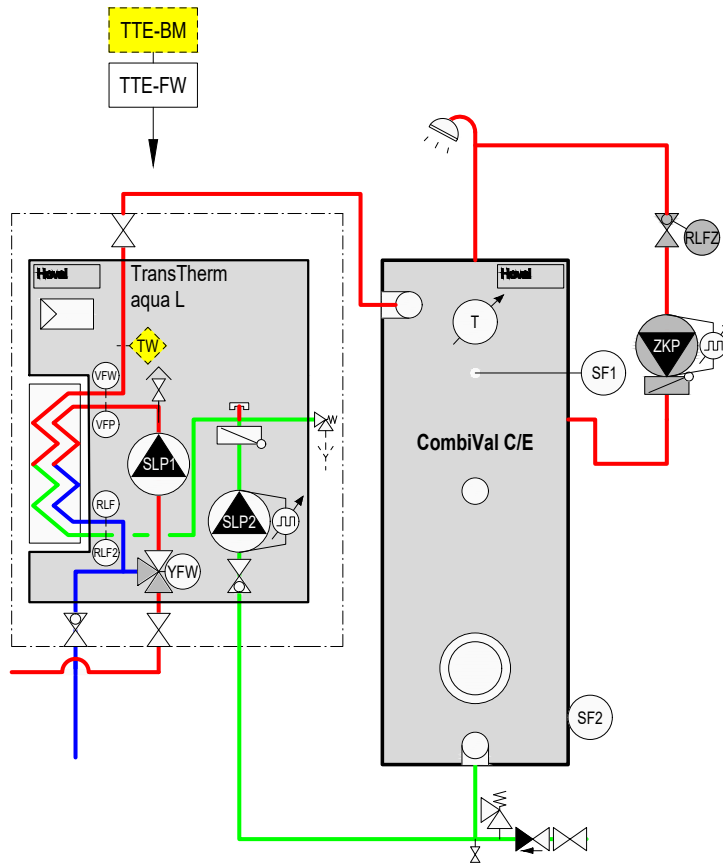 TTE-BM
TTE-FW
RLFZ
Hoval
TransTherm
aqua L
Hoval
T
TW
ZKP
VFW
SF1
VFP
CombiVal C/E
SLP1
RLF
SLP2
RLF2
YFW
SF2